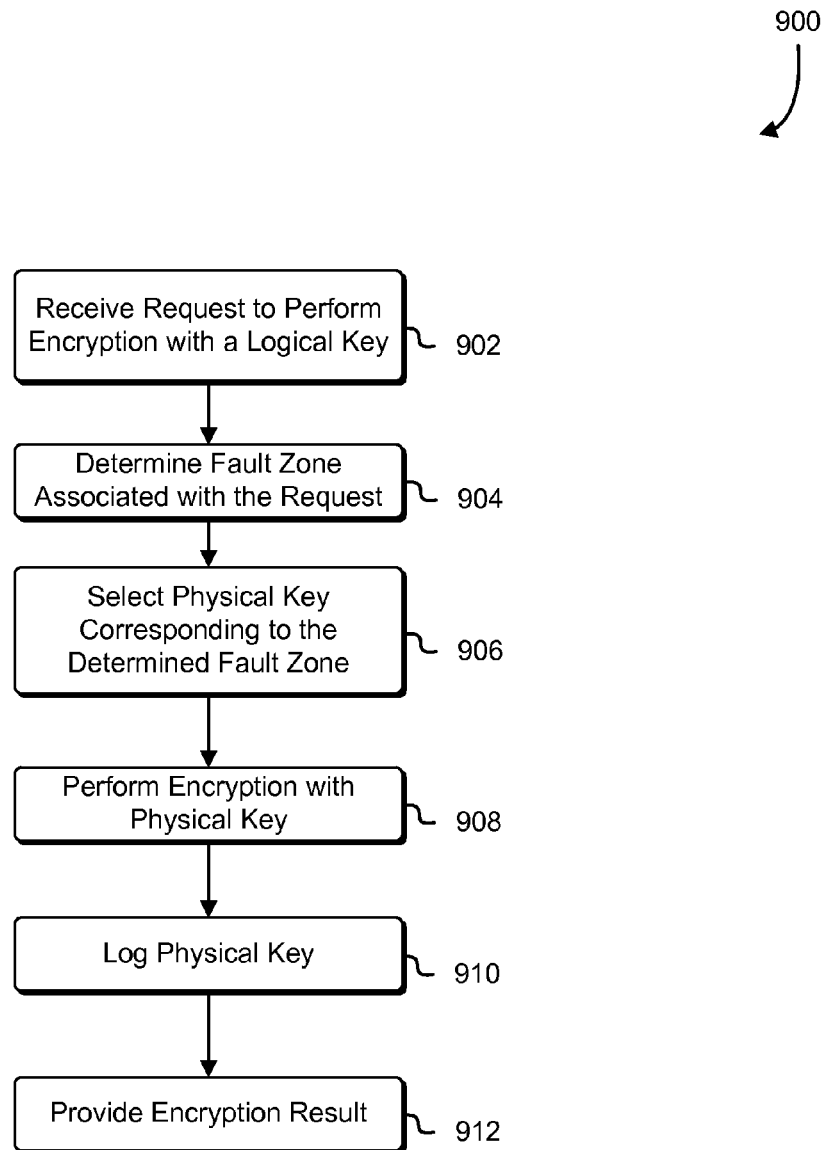 900
Receive Request to Perform
Encryption with a Logical Key
902
Determine Fault Zone
Associated with the Request
904
Select Physical Key
Corresponding to the
Determined Fault Zone
906
Perform Encryption with
Physical Key
908
Log Physical Key
910
Provide Encryption Result
912